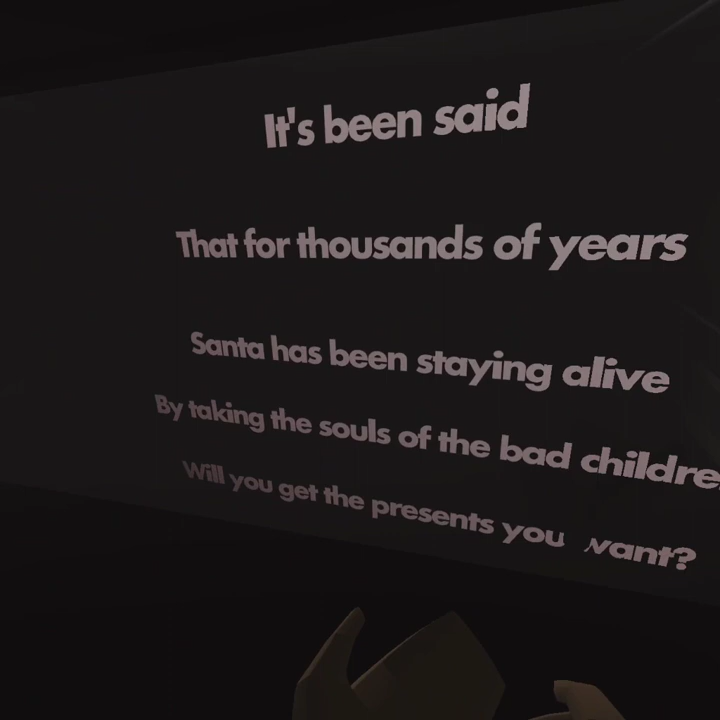 It's been said
That for thousands of years
Santa has been staying alive
By taking the souls of the bad childre
Will you get the presents you want?